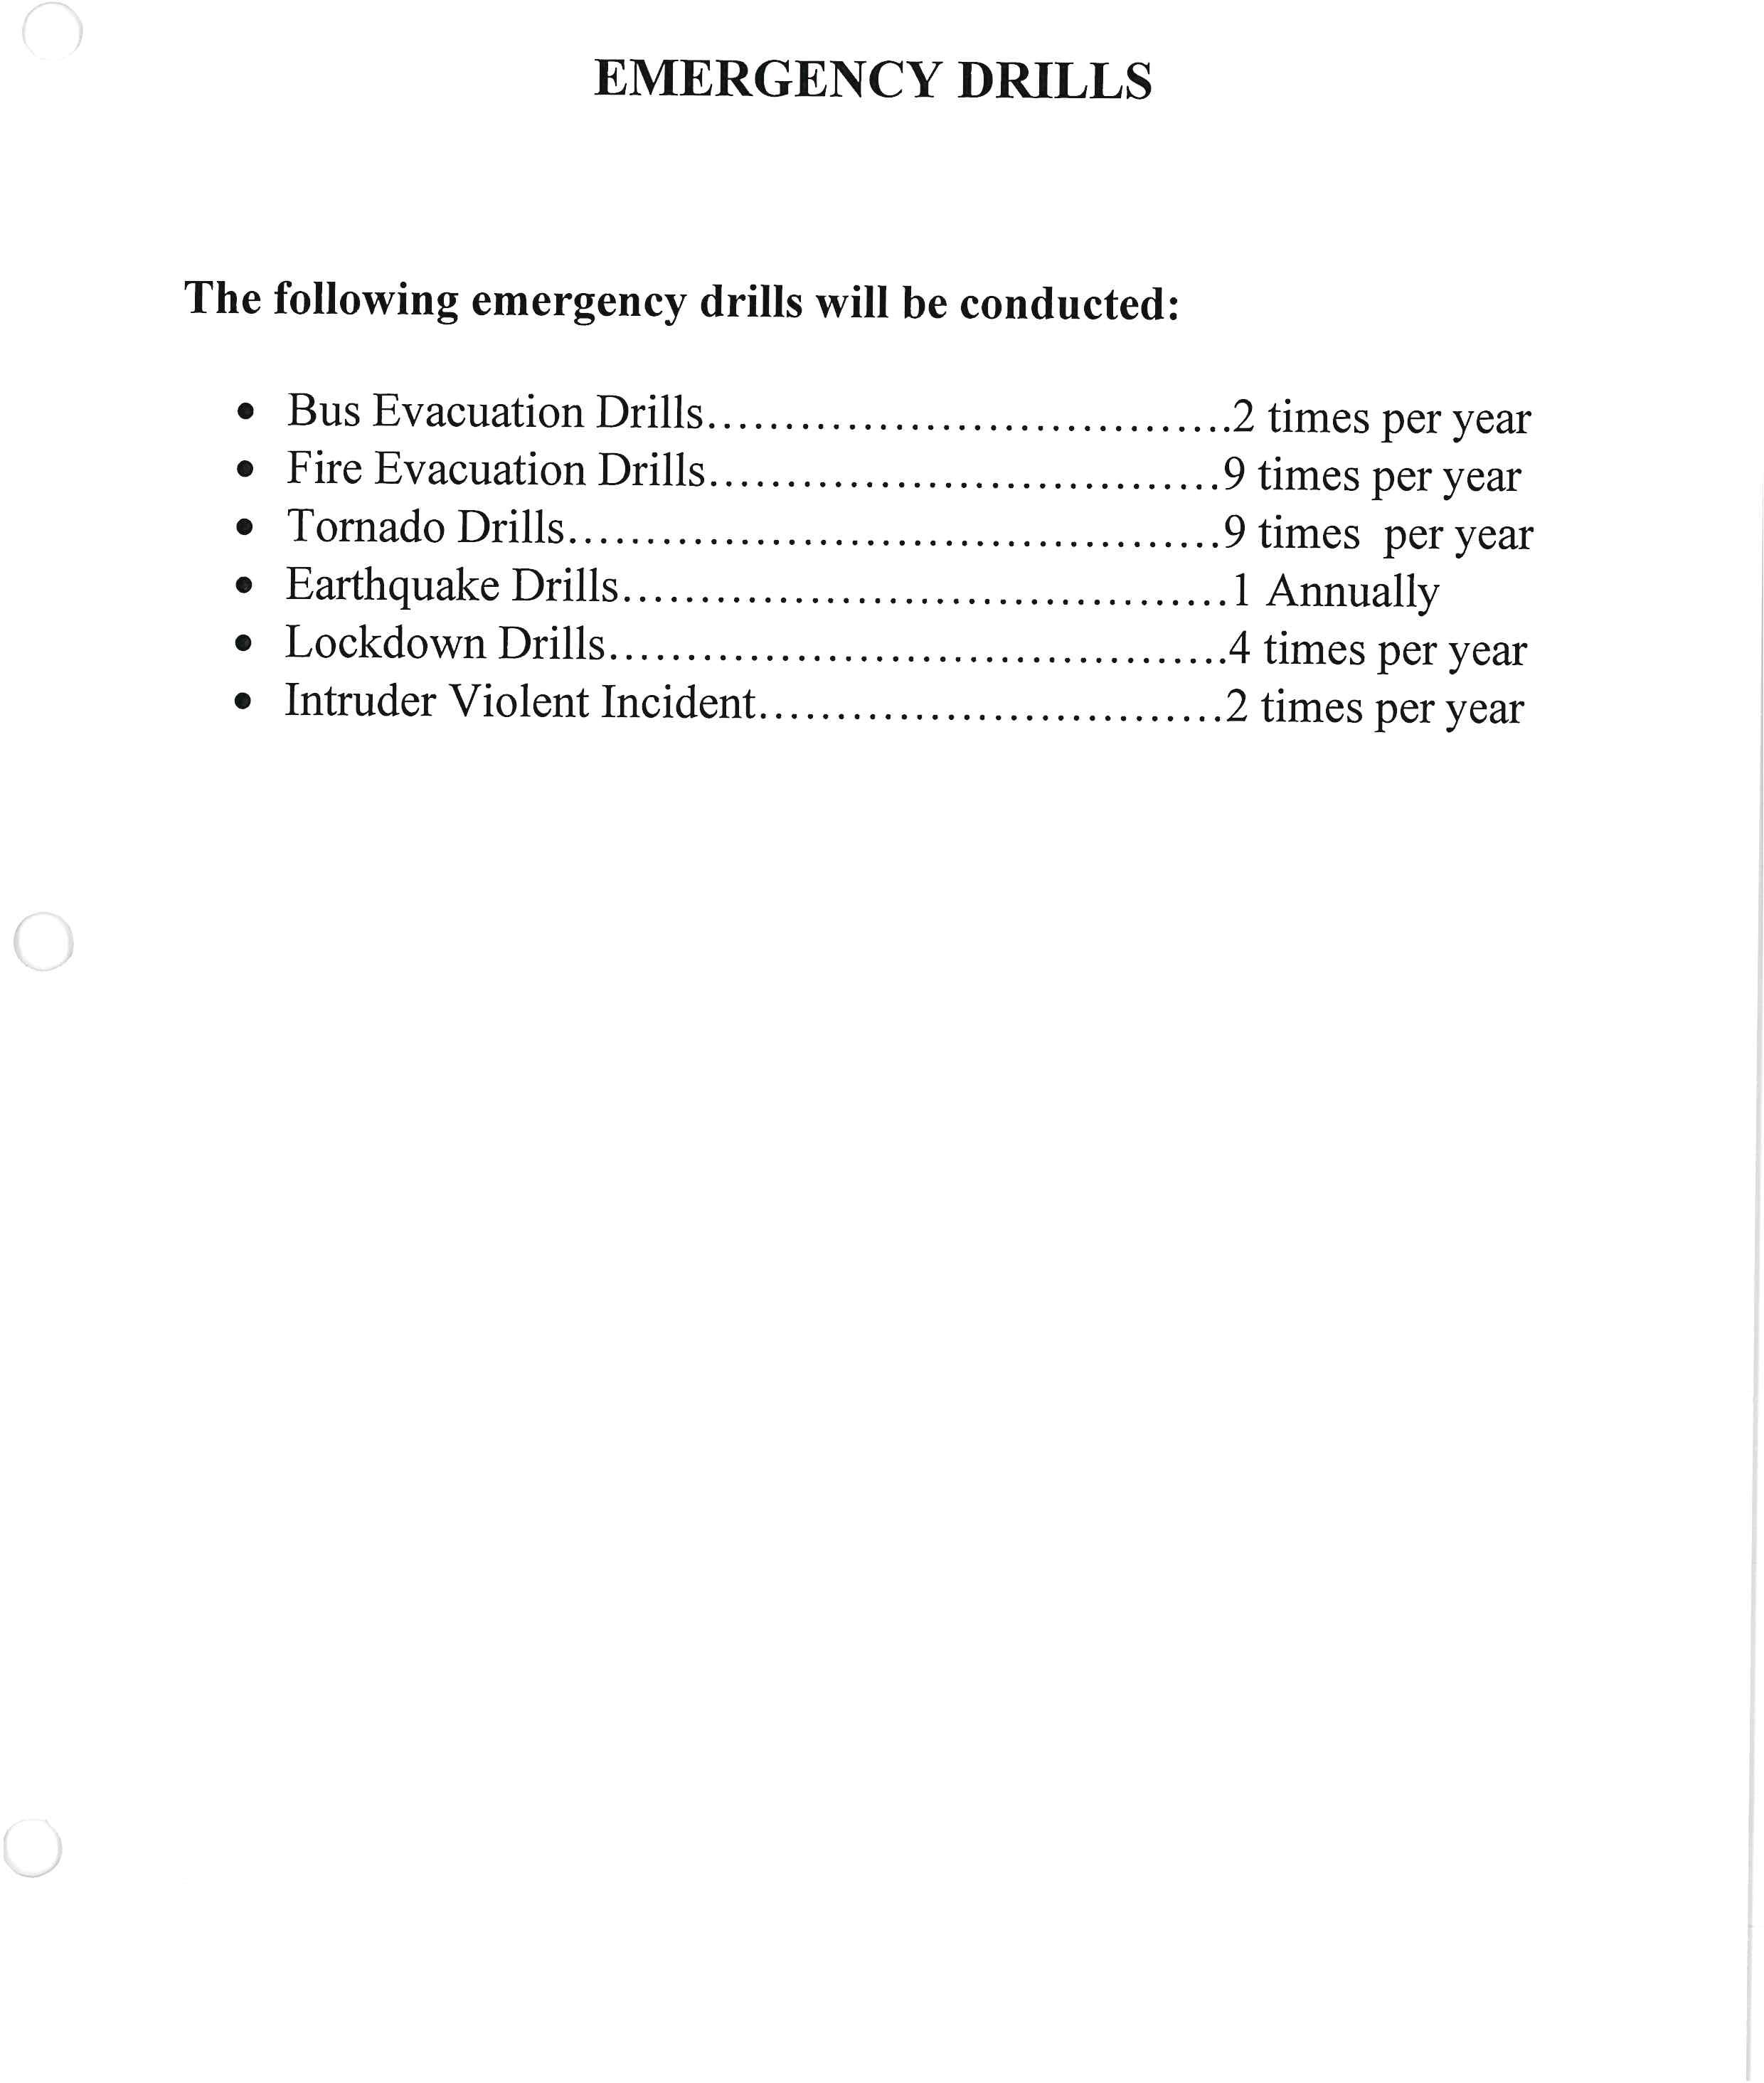 EMERGENCY DRILLS
The following emergency drills will be conducted:
• Bus Evacuation Drills..................................2 times per year
• Fire Evacuation Drills.................................9 times per year
• Tornado Drills..........................................9 times  per year
• Earthquake Drills.......................................1 Annually
• Lockdown Drills........................................4 times per year
• Intruder Violent Incident..............................2 times per year